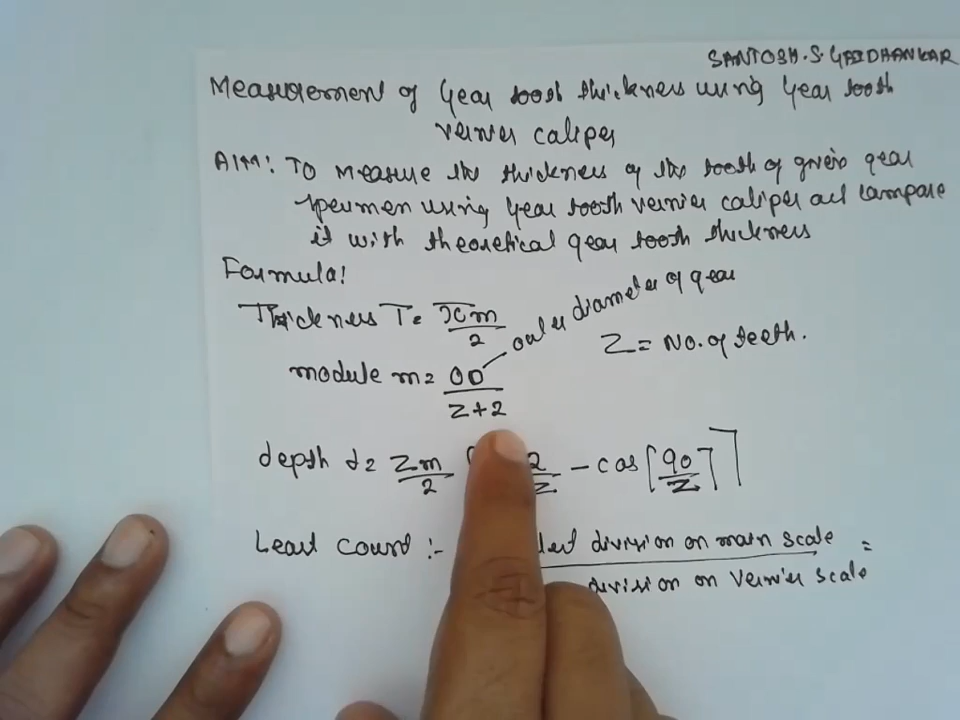 SANTOSH.S.GAIDHANKAR
Measurement of Gear tooth thickness using Gear tooth
vernier caliper
AIM: To measure the thickness of the tooth of given gear
specimen using Gear tooth vernier caliper and compare
it with theoretical gear tooth thickness
Formula:
Thickness T = πm/2
outer diameter of gear
module m = OD/Z+2
Z = No. of teeth.
depth d = Zm/2 2/Z - cos [90/Z]]
Least count :- division on main scale =
division on vernier scale